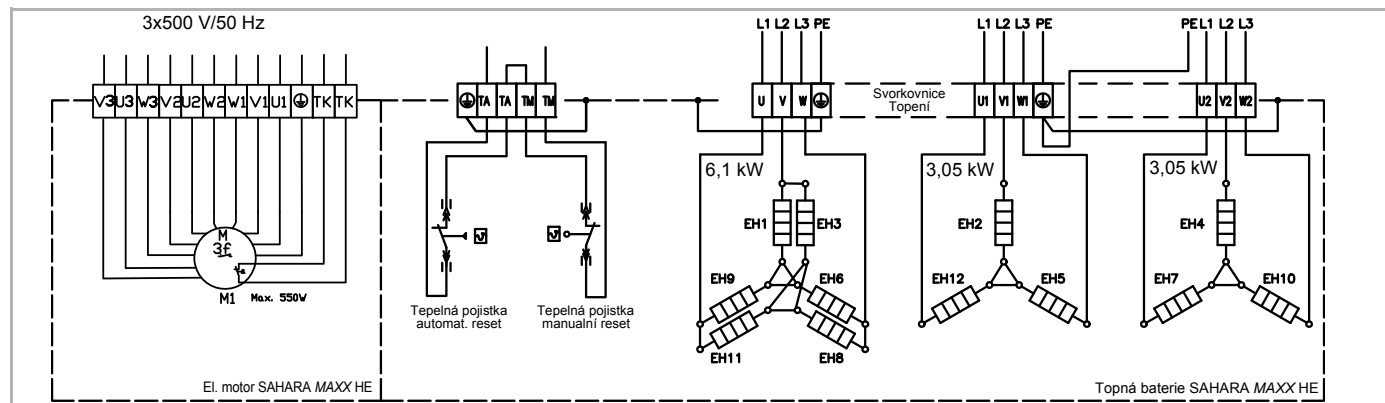 3x500 V/50 Hz
L1 L2 L3 PE
L1 L2 L3 PE
PE L1 L2 L3
V3 U3 W3 V2 U2 W2 W1 V1 U1 TK TK
TA TA TM TM
U V W
Svorkovnice
Topení
U1 V1 W1
U2 V2 W2
6,1 kW
3,05 kW
3,05 kW
EH1 EH3
EH2
EH4
M
3f
M1 Max. 550W
EH9 EH6
EH12 EH5
EH7 EH10
Tepelná pojistka
automat. reset
Tepelná pojistka
manualní reset
EH11 EH8
El. motor SAHARA MAXX HE
Topná baterie SAHARA MAXX HE